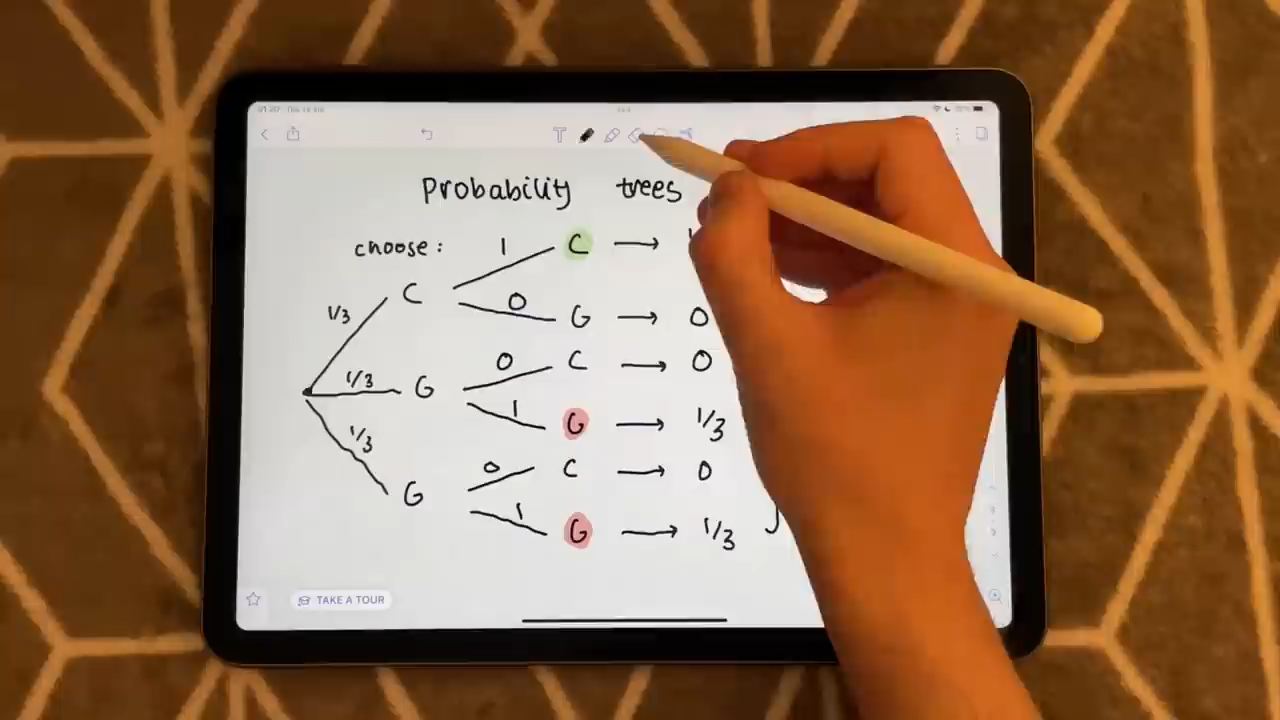 Probability trees
choose: 1 C →
1/3 C 0 G → 0
0 C → 0
1/3 G 1 G → 1/3
1/3 0 C → 0
G 1 G → 1/3
TAKE A TOUR